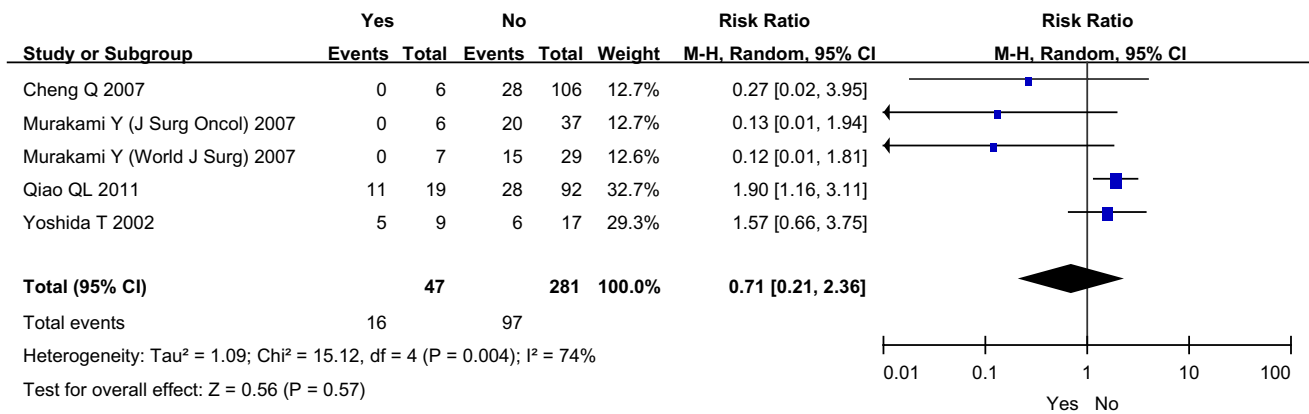 Yes No Risk Ratio Risk Ratio
Study or Subgroup Events Total Events Total Weight M-H, Random, 95% CI M-H, Random, 95% CI
Cheng Q 2007 0 6 28 106 12.7% 0.27 [0.02, 3.95]
Murakami Y (J Surg Oncol) 2007 0 6 20 37 12.7% 0.13 [0.01, 1.94]
Murakami Y (World J Surg) 2007 0 7 15 29 12.6% 0.12 [0.01, 1.81]
Qiao QL 2011 11 19 28 92 32.7% 1.90 [1.16, 3.11]
Yoshida T 2002 5 9 6 17 29.3% 1.57 [0.66, 3.75]
Total (95% CI) 47 281 100.0% 0.71 [0.21, 2.36]
Total events 16 97
Heterogeneity: Tau² = 1.09; Chi² = 15.12, df = 4 (P = 0.004); I² = 74%
Test for overall effect: Z = 0.56 (P = 0.57)
0.01 0.1 1 10 100
Yes No